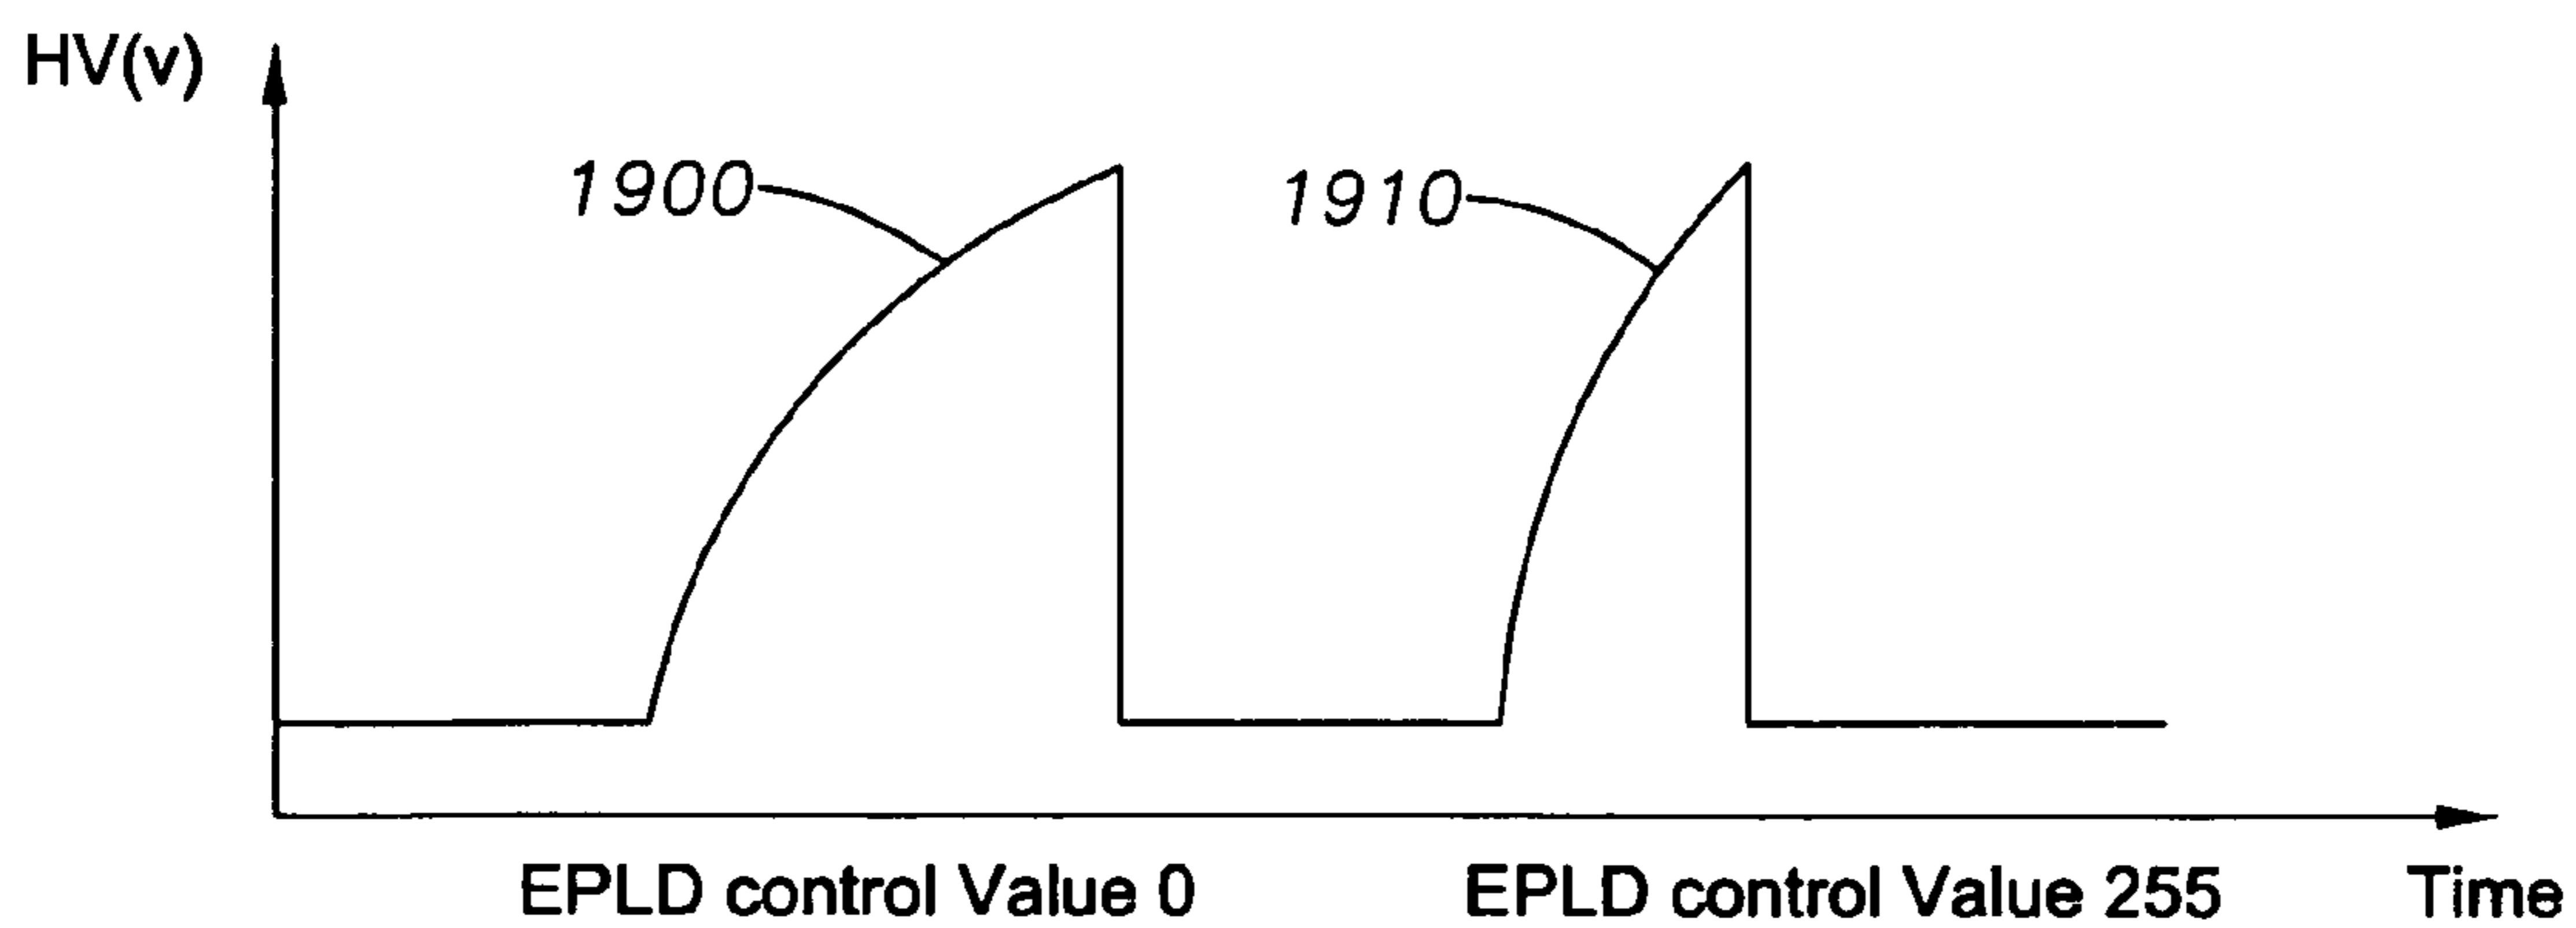 HV(v)
1900
1910
EPLD control Value 0
EPLD control Value 255
Time